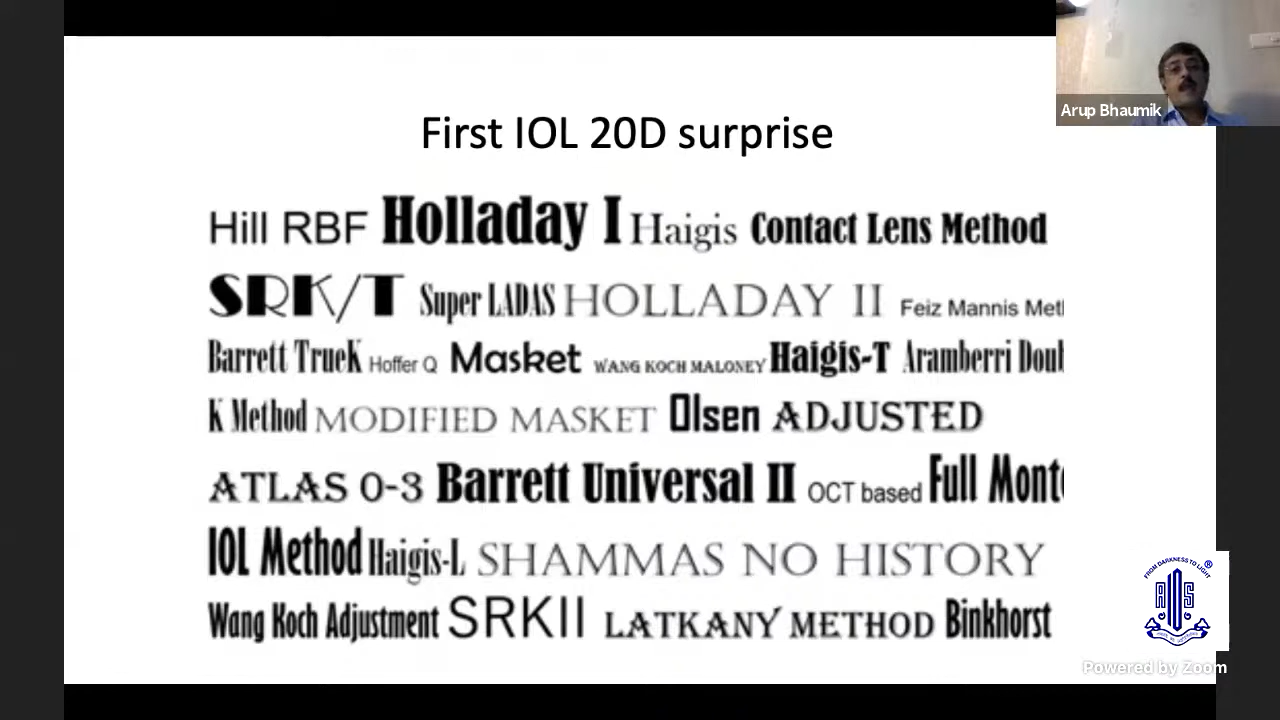 First IOL 20D surprise
Arup Bhaumik
Hill RBF Holladay I Haigis Contact Lens Method
SRK/T Super LADAS HOLLADAY II Feiz Mannis Met
Barrett TrueK Hoffer Q Masket WANG KOCH MALONEY Haigis-T Aramberri Dou
K Method MODIFIED MASKET Olsen ADJUSTED
ATLAS 0-3 Barrett Universal II OCT based Full Mont
IOL Method Haigis-L SHAMMAS NO HISTORY
Wang Koch Adjustment SRKII LATKANY METHOD Binkhorst
FROM DARKNESS TO LIGHT ®
Powered by Zoom